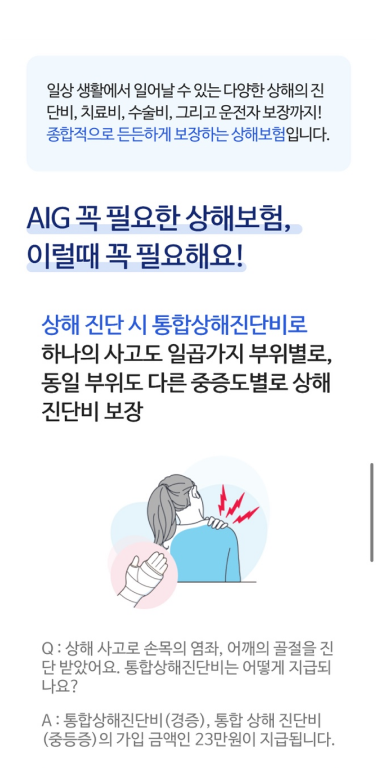 일상 생활에서 일어날 수 있는 다양한 상해의 진
단비, 치료비, 수술비, 그리고 운전자 보장까지!
종합적으로 든든하게 보장하는 상해보험입니다.
AIG 꼭 필요한 상해보험,
이럴때 꼭 필요해요!
상해 진단 시 통합상해진단비로
하나의 사고도 일곱가지 부위별로,
동일 부위도 다른 중증도별로 상해
진단비 보장
Q : 상해 사고로 손목의 염좌, 어깨의 골절을 진
단 받았어요. 통합상해진단비는 어떻게 지급되
나요?
A : 통합상해진단비(경증), 통합 상해 진단비
(중등증)의 가입 금액인 23만원이 지급됩니다.